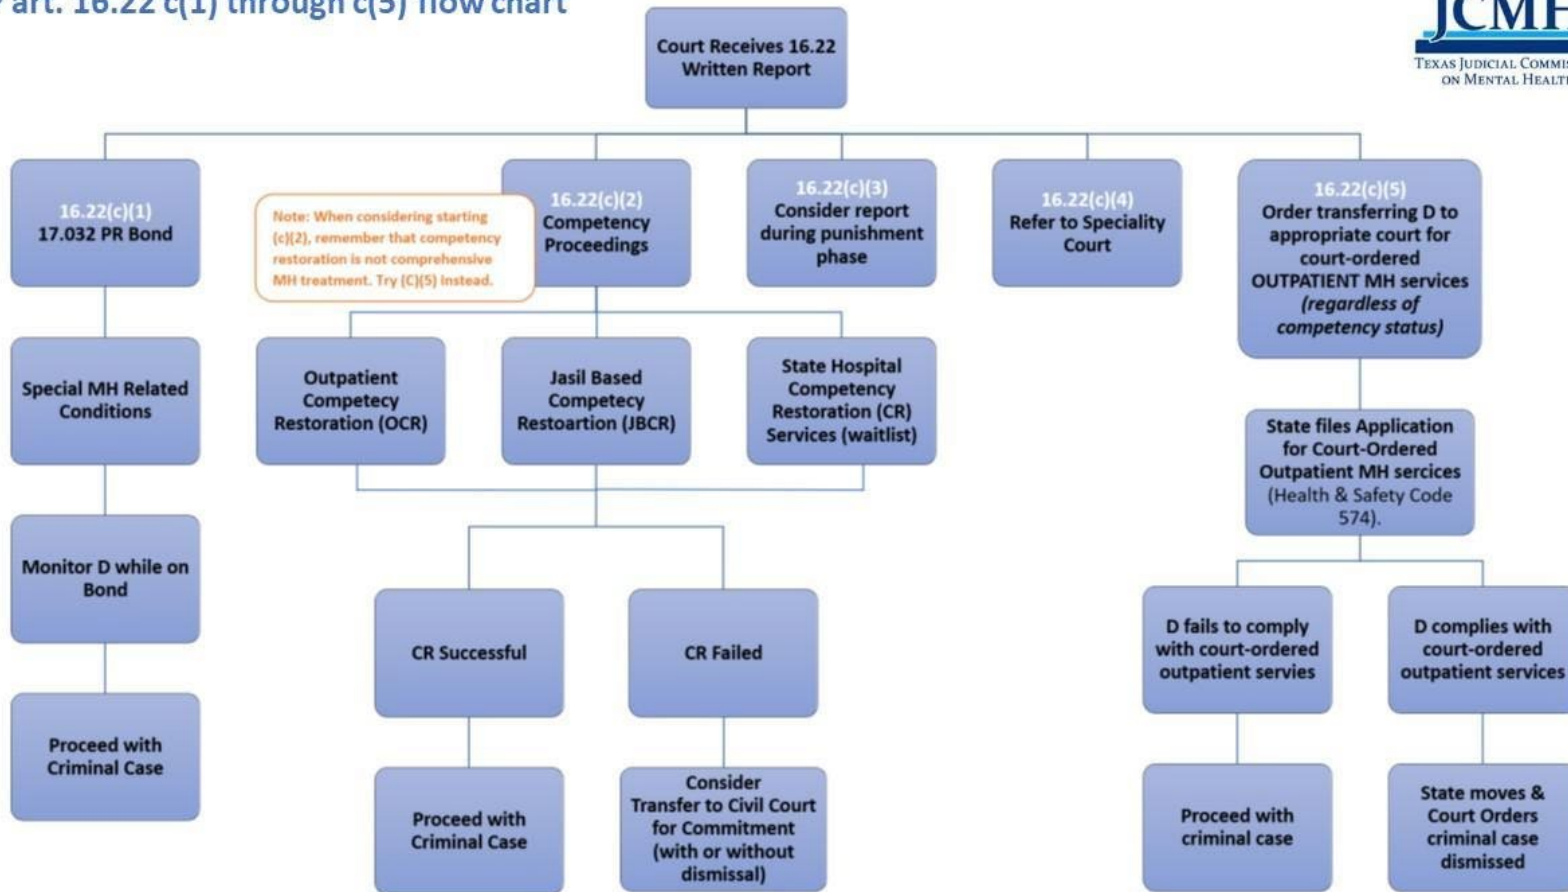 art. 16.22 c(1) through c(5) flow chart
JCMH
TEXAS JUDICIAL COMMIS
ON MENTAL HEALTH
Court Receives 16.22
Written Report
16.22(c)(1)
17.032 PR Bond
Note: When considering starting
(c)(2), remember that competency
restoration is not comprehensive
MH treatment. Try (C)(5) instead.
16.22(c)(2)
Competency
Proceedings
16.22(c)(3)
Consider report
during punishment
phase
16.22(c)(4)
Refer to Speciality
Court
16.22(c)(5)
Order transferring D to
appropriate court for
court-ordered
OUTPATIENT MH services
(regardless of
competency status)
Special MH Related
Conditions
Outpatient
Competecy
Restoration (OCR)
Jasil Based
Competecy
Restoartion (JBCR)
State Hospital
Competency
Restoration (CR)
Services (waitlist)
State files Application
for Court-Ordered
Outpatient MH sercices
(Health & Safety Code
574).
Monitor D while on
Bond
CR Successful
CR Failed
D fails to comply
with court-ordered
outpatient servies
D complies with
court-ordered
outpatient services
Proceed with
Criminal Case
Proceed with
Criminal Case
Consider
Transfer to Civil Court
for Commitment
(with or without
dismissal)
Proceed with
criminal case
State moves &
Court Orders
criminal case
dismissed